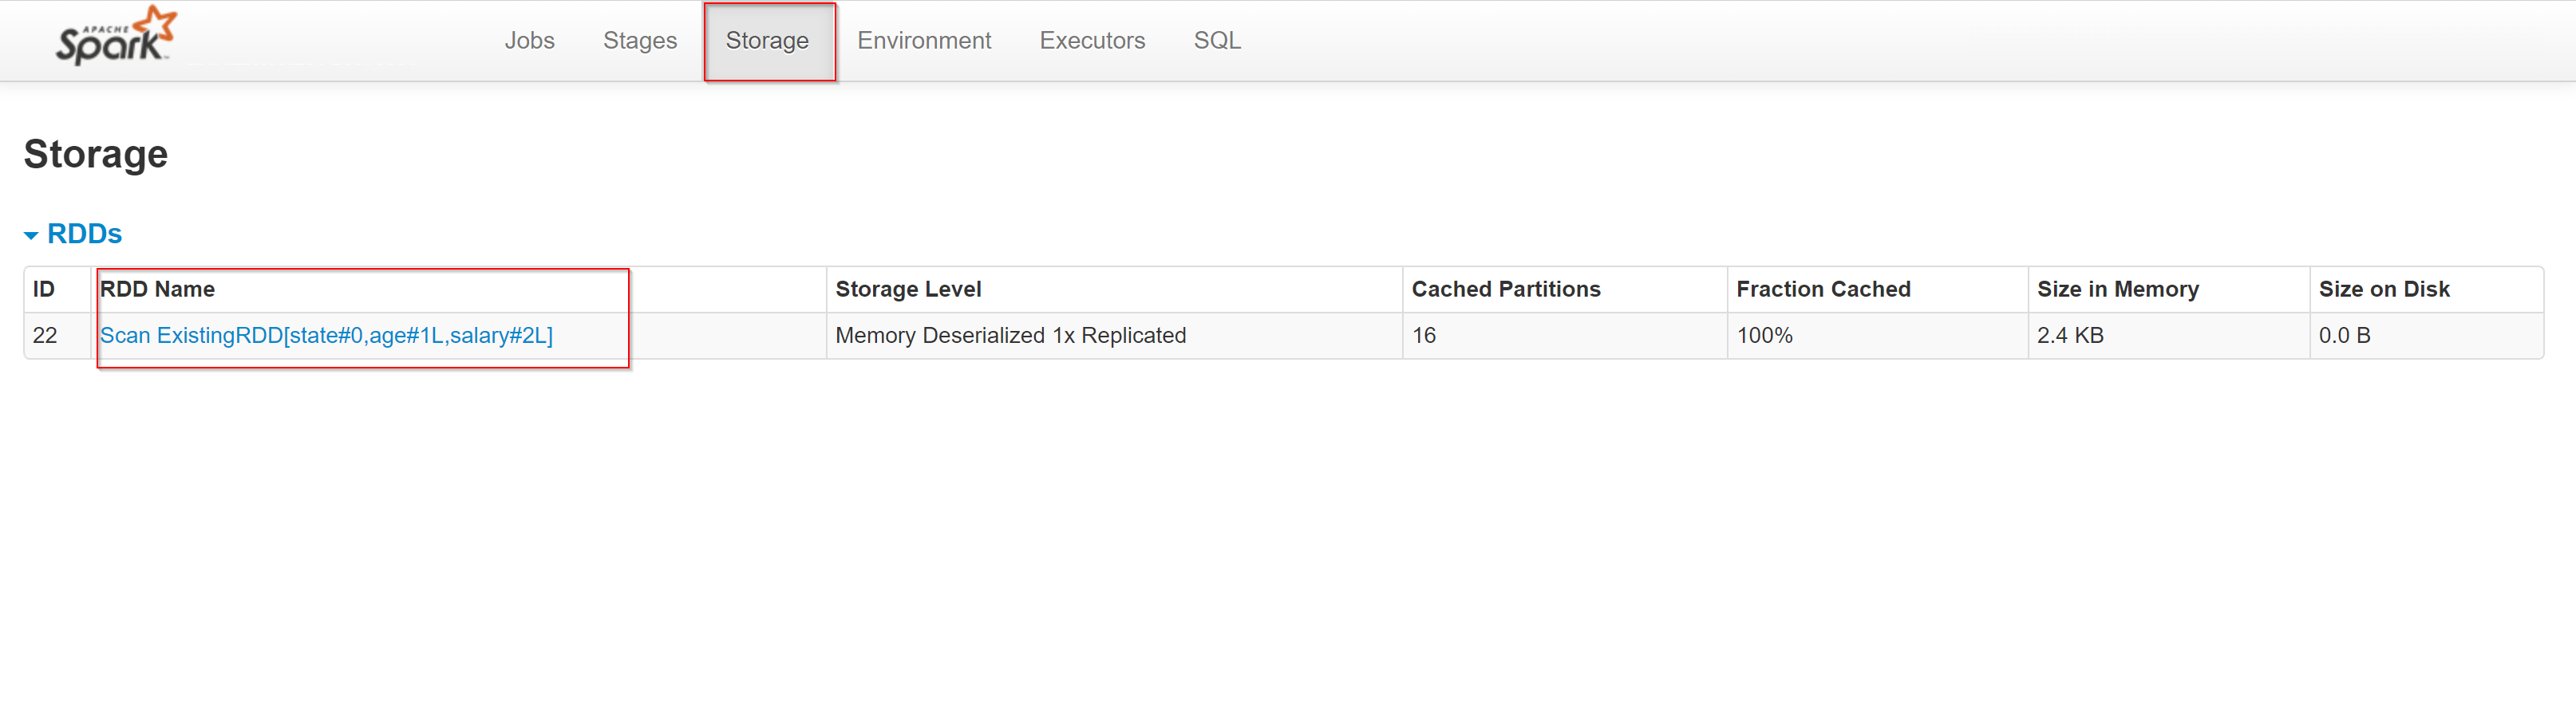 APACHE
Spark™
Jobs Stages Storage Environment Executors SQL
Storage
RDDs
ID RDD Name Storage Level Cached Partitions Fraction Cached Size in Memory Size on Disk
22 Scan ExistingRDD[state#0,age#1L,salary#2L] Memory Deserialized 1x Replicated 16 100% 2.4 KB 0.0 B